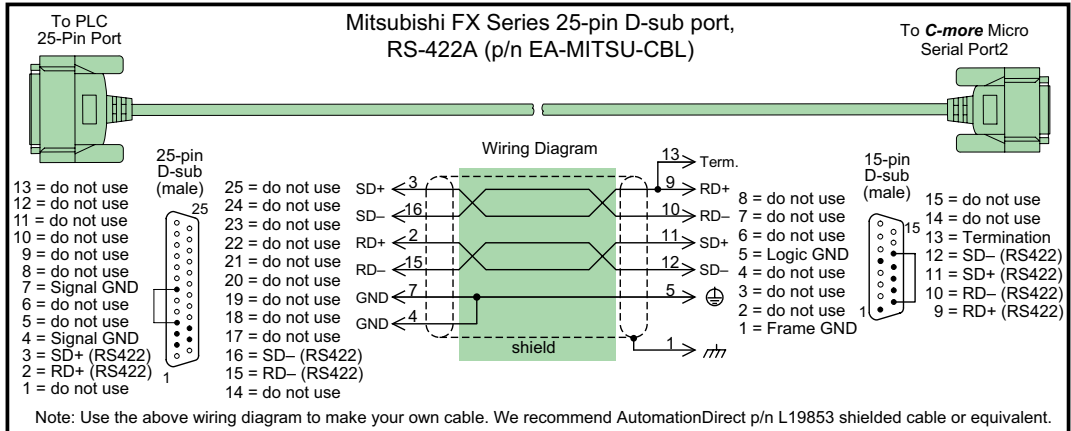 To PLC
25-Pin Port
Mitsubishi FX Series 25-pin D-sub port,
RS-422A (p/n EA-MITSU-CBL)
To C-more Micro
Serial Port2
25-pin
D-sub
(male)
13 = do not use
12 = do not use
11 = do not use
10 = do not use
9 = do not use
8 = do not use
7 = Signal GND
6 = do not use
5 = do not use
4 = Signal GND
3 = SD+ (RS422)
2 = RD+ (RS422)
1 = do not use
25
1
25 = do not use
24 = do not use
23 = do not use
22 = do not use
21 = do not use
20 = do not use
19 = do not use
18 = do not use
17 = do not use
16 = SD– (RS422)
15 = RD– (RS422)
14 = do not use
Wiring Diagram
13 Term.
SD+ 3 9 RD+
SD– 16 10 RD–
RD+ 2 11 SD+
RD– 15 12 SD–
GND 7 5
GND 4
shield
1
15-pin
D-sub
(male)
8 = do not use
7 = do not use
6 = do not use
5 = Logic GND
4 = do not use
3 = do not use
2 = do not use
1 = Frame GND
15
1
15 = do not use
14 = do not use
13 = Termination
12 = SD– (RS422)
11 = SD+ (RS422)
10 = RD– (RS422)
9 = RD+ (RS422)
Note: Use the above wiring diagram to make your own cable. We recommend AutomationDirect p/n L19853 shielded cable or equivalent.